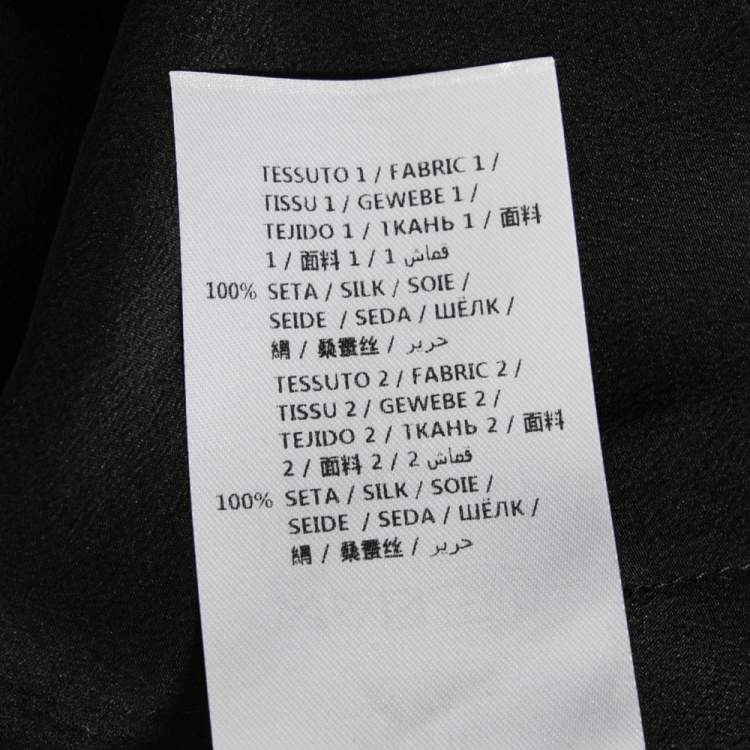 TESSUTO 1 / FABRIC 1 /
TISSU 1 / GEWEBE 1 /
TEJIDO 1 / ТКАНЬ 1 / 面料
1 / 面料 1 / 1 قماش
100% SETA / SILK / SOIE /
SEIDE / SEDA / ШЁЛК /
絹 / 桑蚕丝 / حرير
TESSUTO 2 / FABRIC 2 /
TISSU 2 / GEWEBE 2 /
TEJIDO 2 / ТКАНЬ 2 / 面料
2 / 面料 2 / 2 قماش
100% SETA / SILK / SOIE /
SEIDE / SEDA / ШЁЛК /
絹 / 桑蚕丝 / حرير